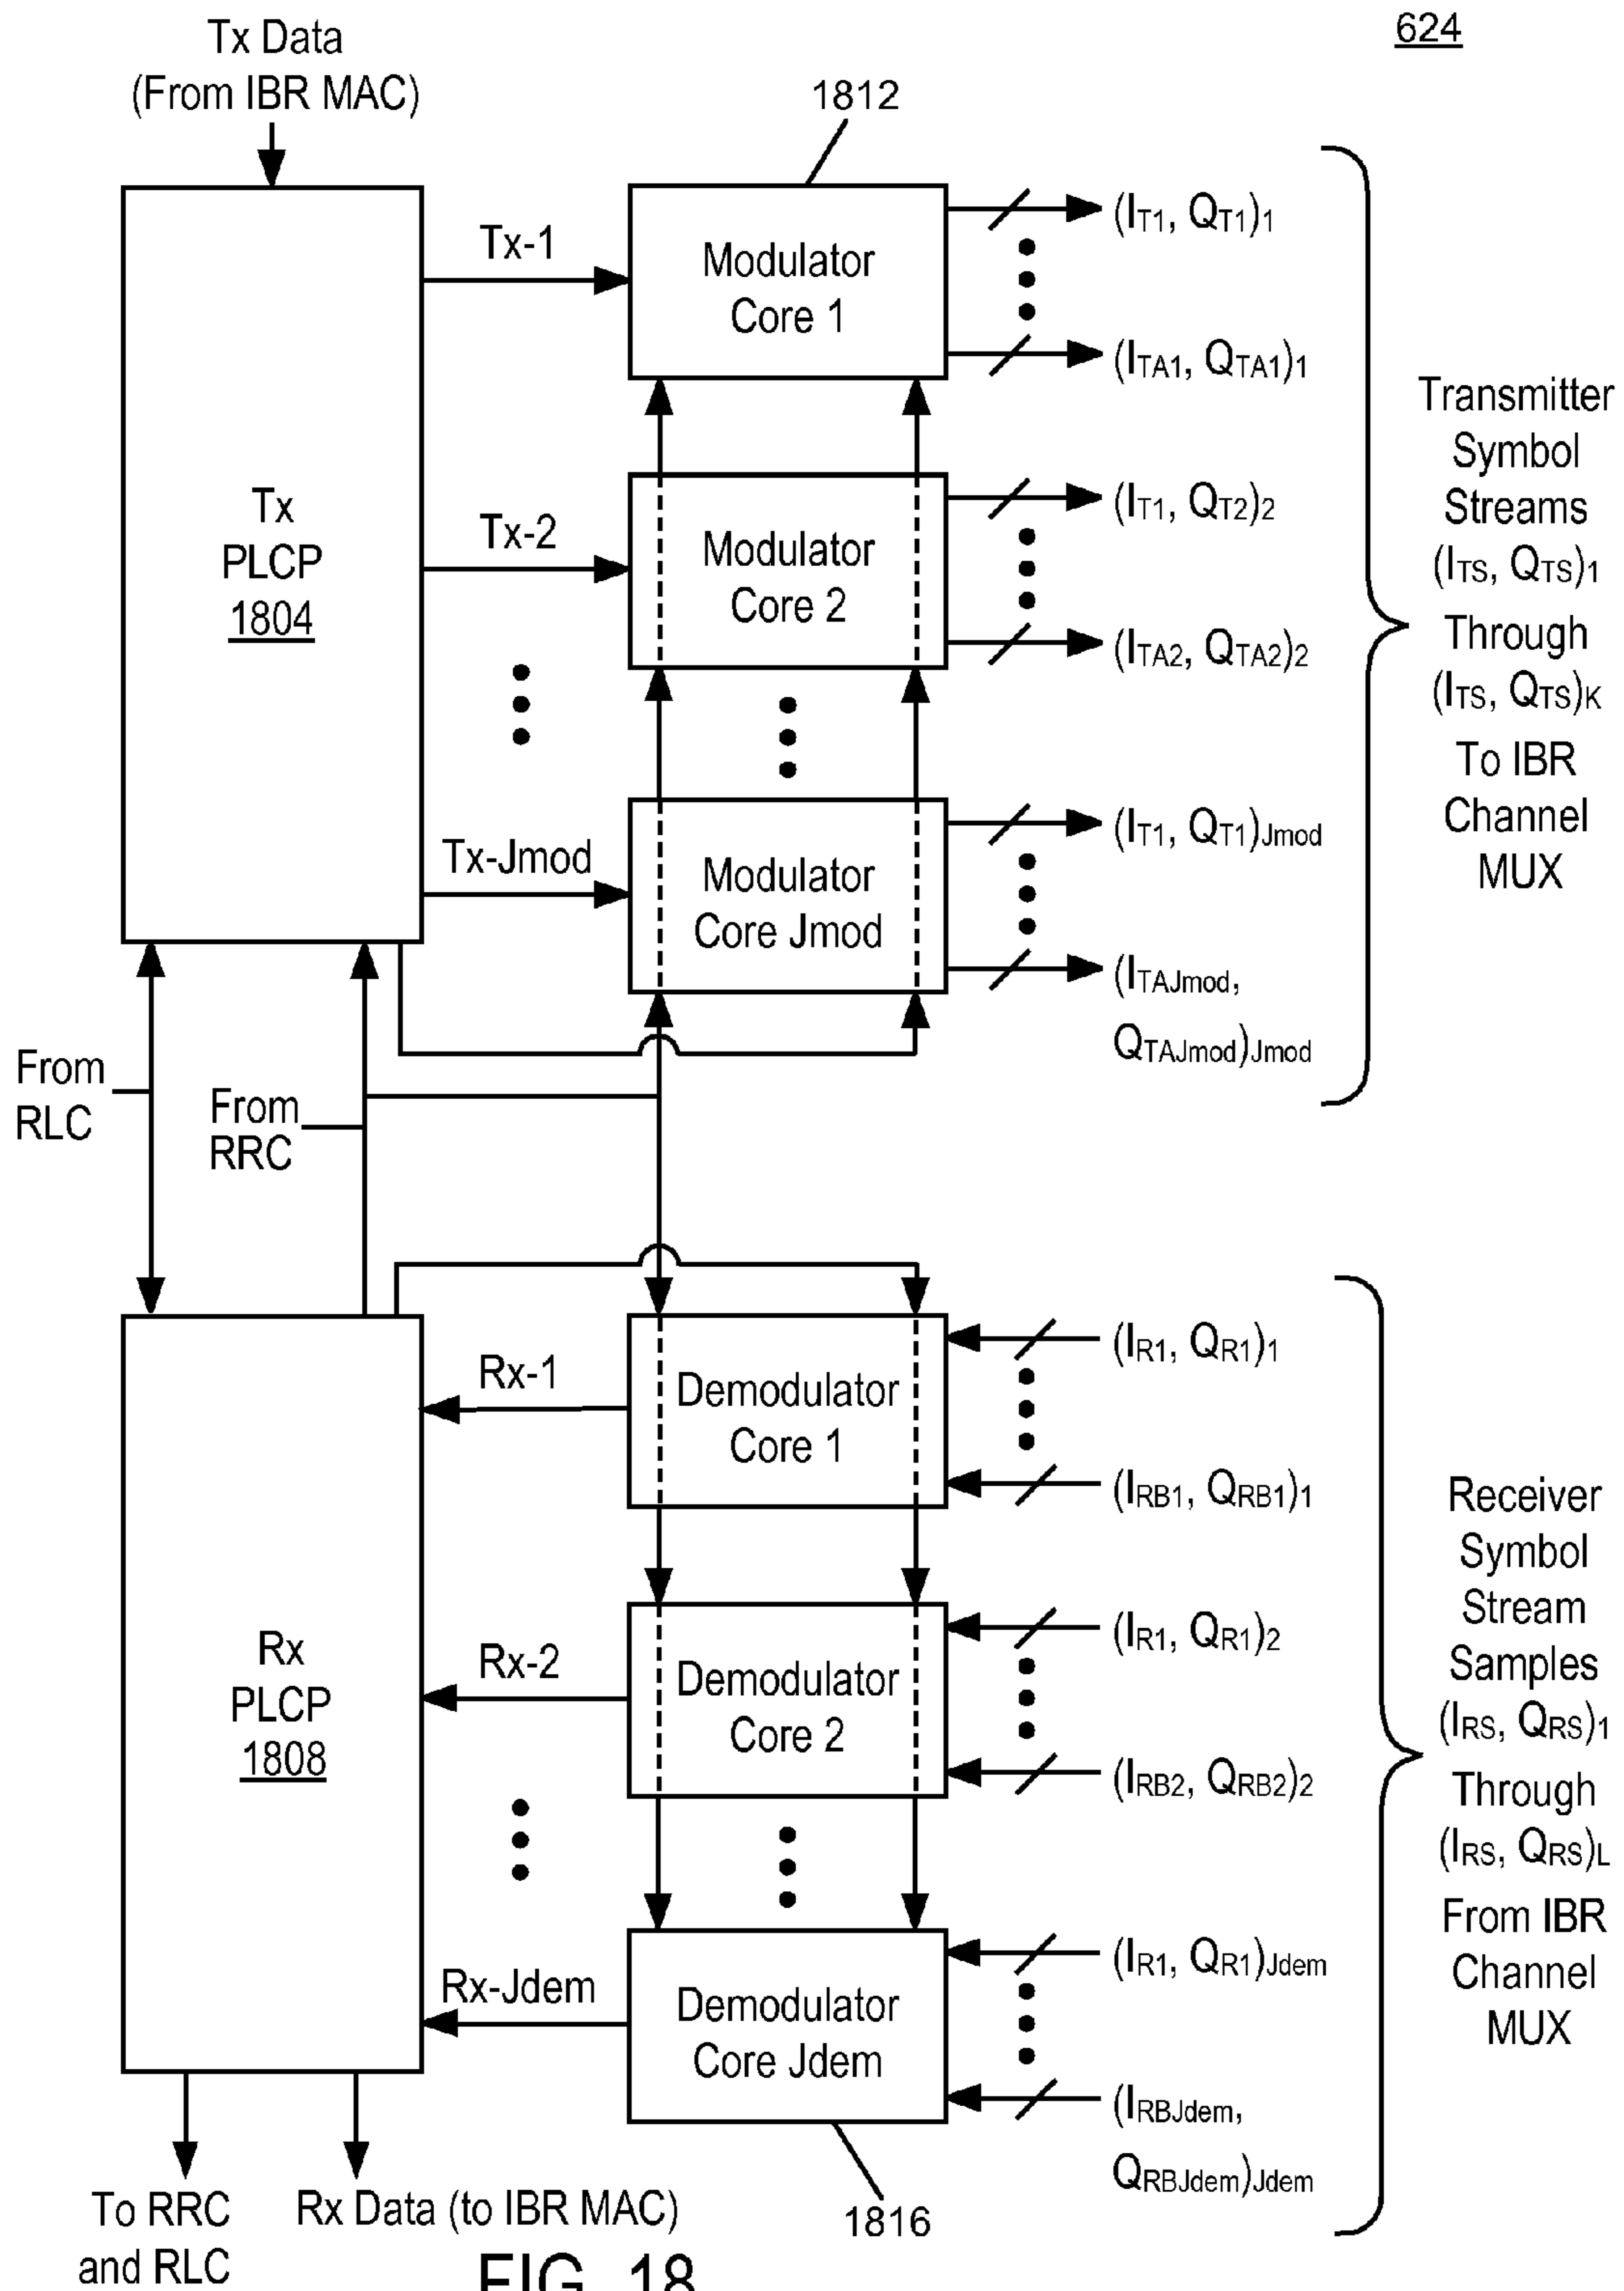 624
Tx Data
(From IBR MAC)
1812
Tx
PLCP
1804
Tx-1
Tx-2
Tx-Jmod
Modulator
Core 1
Modulator
Core 2
Modulator
Core Jmod
(IT1, QT1)1
(ITA1, QTA1)1
(IT1, QT2)2
(ITA2, QTA2)2
(IT1, QT1)Jmod
(ITAJmod,
QTAJmod)Jmod
Transmitter
Symbol
Streams
(ITS, QTS)1
Through
(ITS, QTS)K
To IBR
Channel
MUX
From
RLC
From
RRC
Rx
PLCP
1808
Rx-1
Rx-2
Rx-Jdem
Demodulator
Core 1
Demodulator
Core 2
Demodulator
Core Jdem
(IR1, QR1)1
(IRB1, QRB1)1
(IR1, QR1)2
(IRB2, QRB2)2
(IR1, QR1)Jdem
(IRBJdem,
QRBJdem)Jdem
Receiver
Symbol
Stream
Samples
(IRS, QRS)1
Through
(IRS, QRS)L
From IBR
Channel
MUX
1816
To RRC
and RLC
Rx Data (to IBR MAC)
FIG. 18